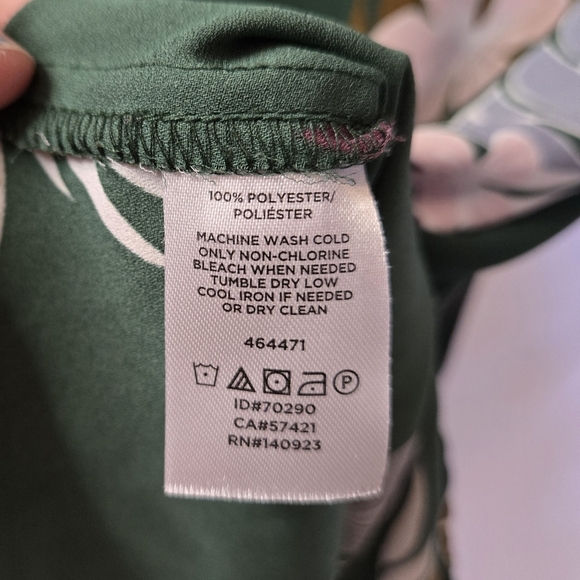 100% POLYESTER/
POLIÉSTER
MACHINE WASH COLD
ONLY NON-CHLORINE
BLEACH WHEN NEEDED
TUMBLE DRY LOW
COOL IRON IF NEEDED
OR DRY CLEAN
464471
P
ID#70290
CA#57421
RN#140923